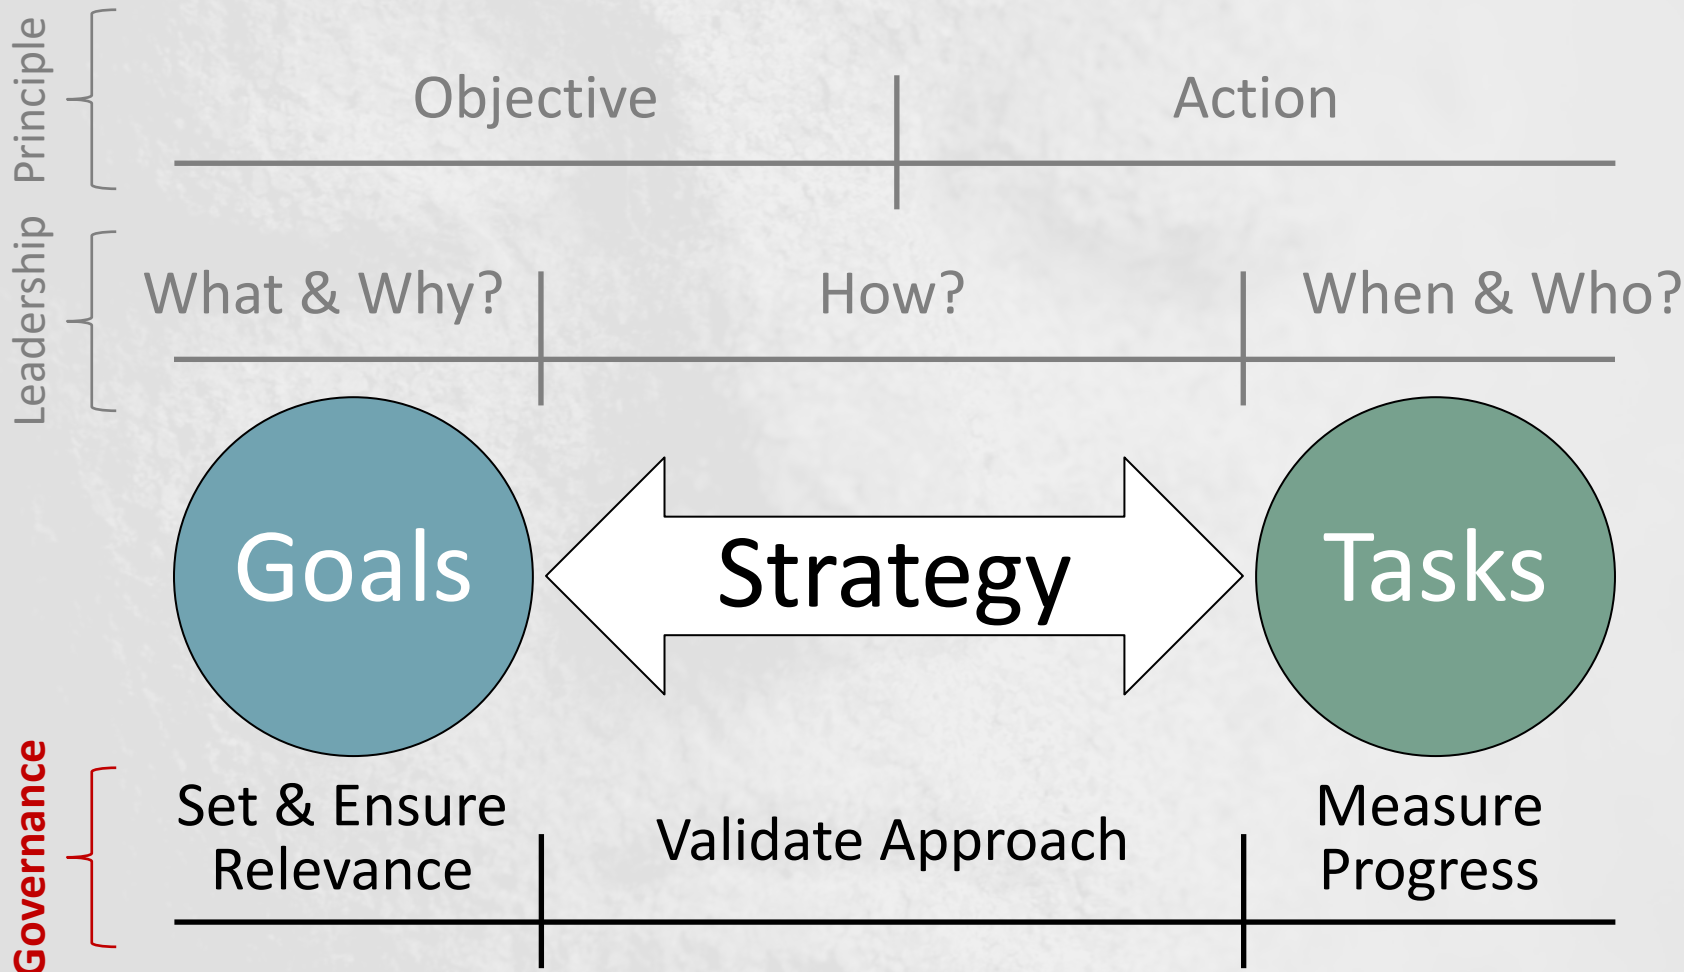 Principle
Objective
Action
Leadership
What & Why?
How?
When & Who?
Goals
Strategy
Tasks
Governance
Set & Ensure
Relevance
Validate Approach
Measure
Progress